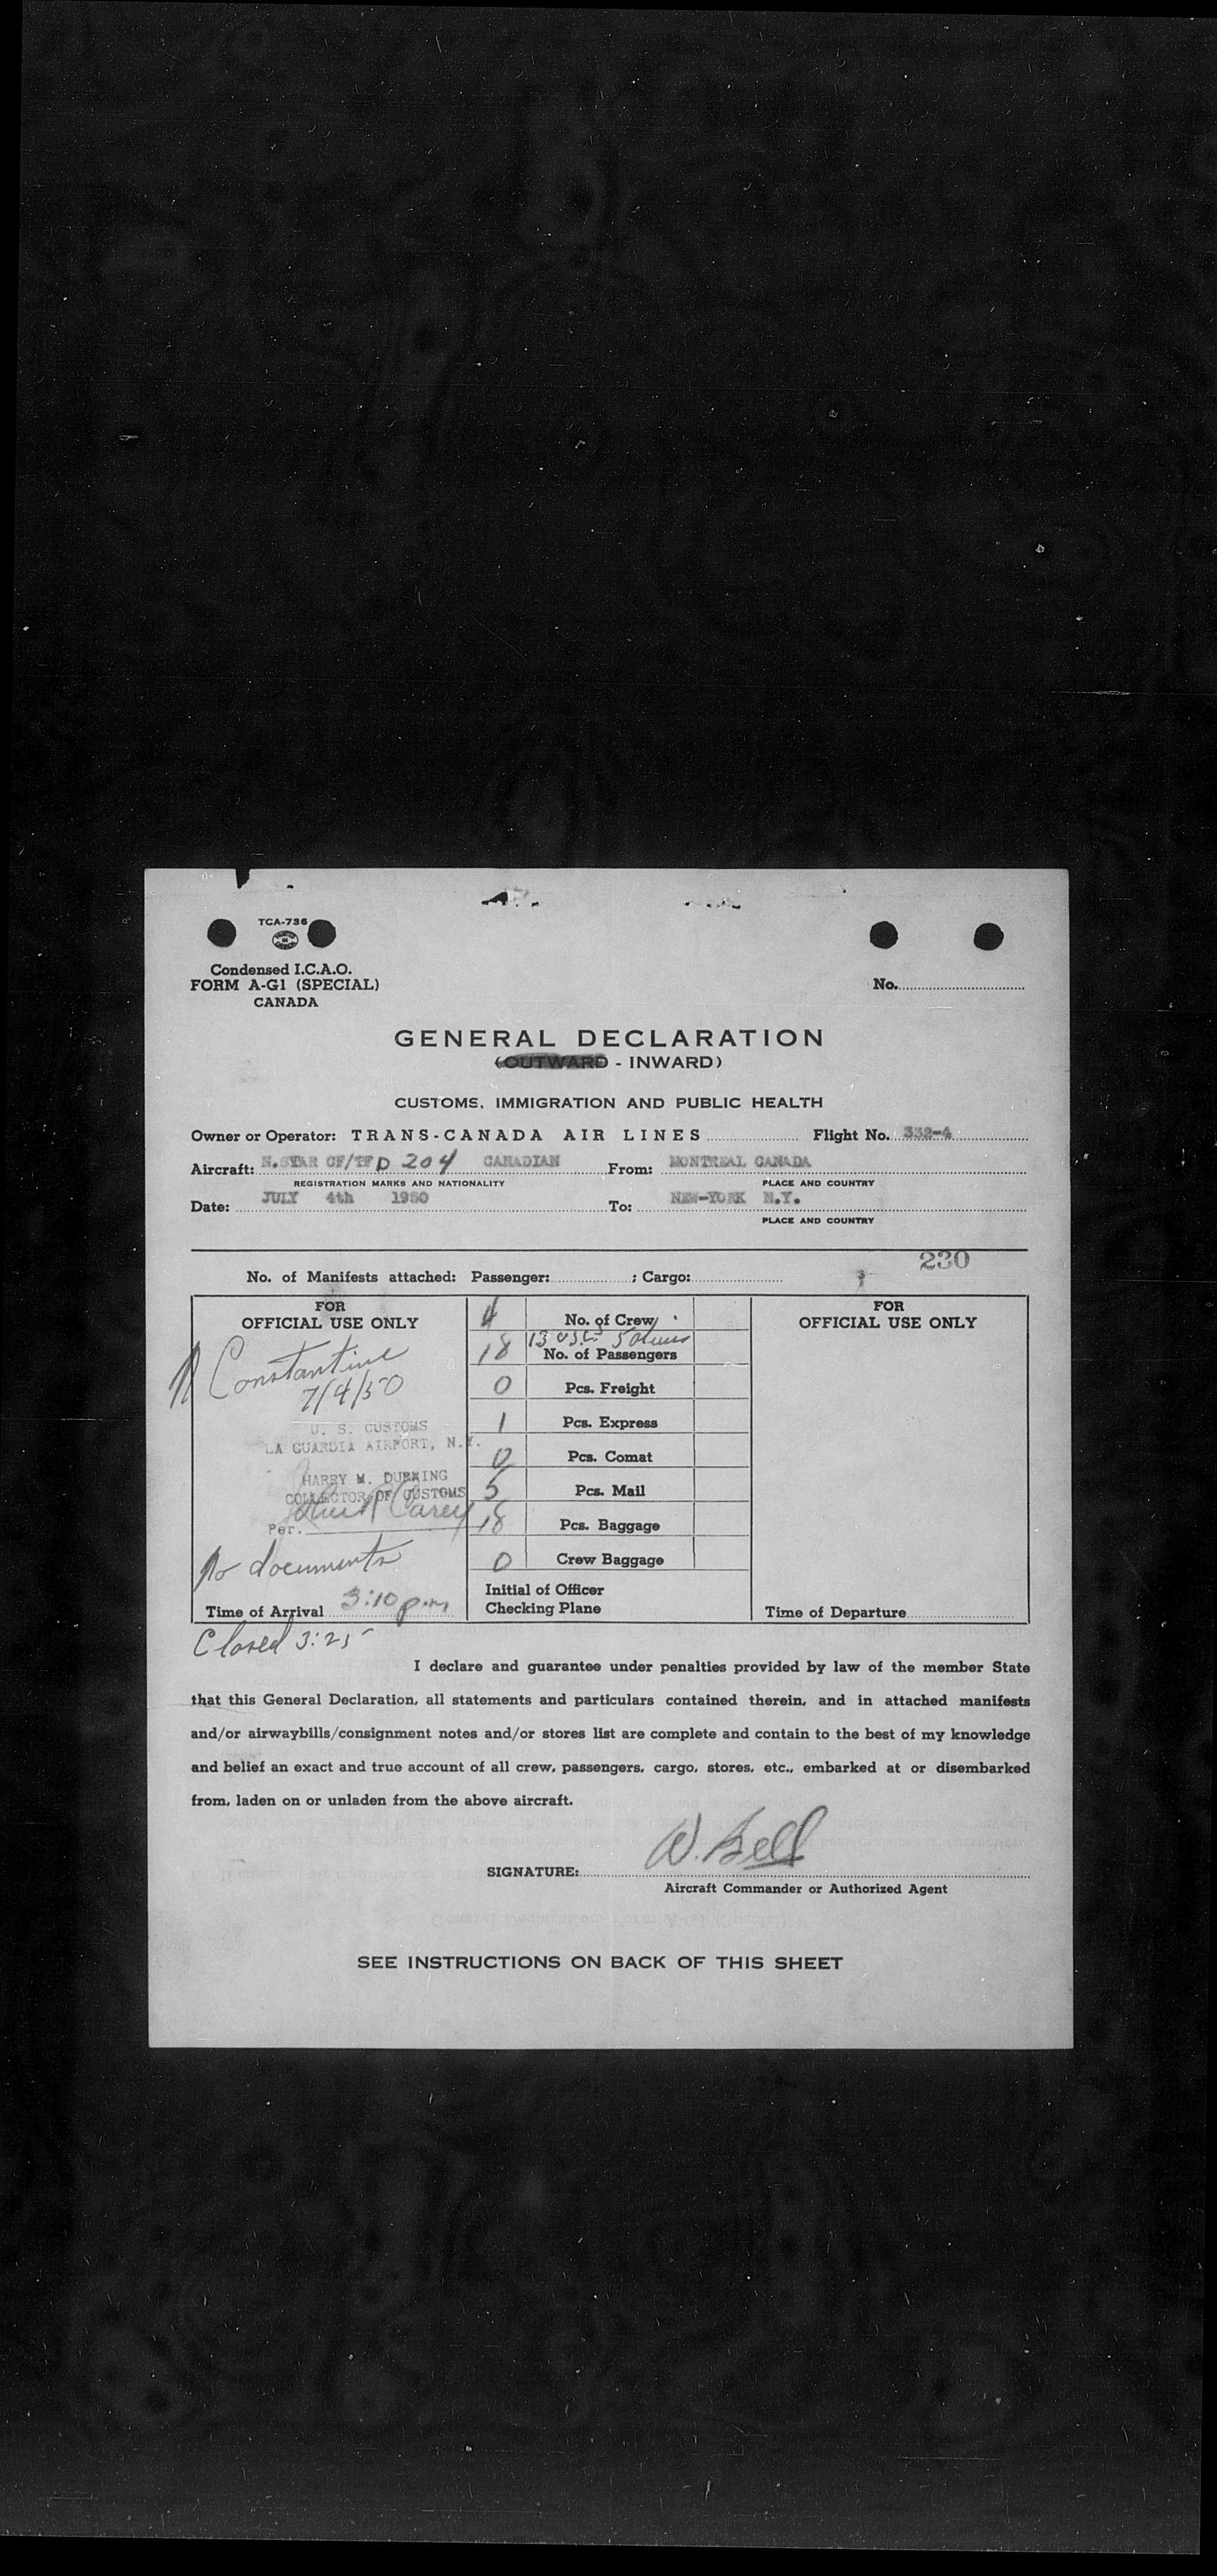 TCA-736
Condensed I.C.A.O.
FORM A-G1 (SPECIAL)
CANADA
No.
GENERAL DECLARATION
(OUTWARD - INWARD)
CUSTOMS, IMMIGRATION AND PUBLIC HEALTH
Owner or Operator: TRANS-CANADA AIR LINES Flight No. 332-4
Aircraft: N.STAR CF/TFD 204 CANADIAN From: MONTREAL CANADA
REGISTRATION MARKS AND NATIONALITY PLACE AND COUNTRY
Date: JULY 4th 1950 To: NEW-YORK N.Y.
PLACE AND COUNTRY
230
No. of Manifests attached: Passenger: ; Cargo:
FOR
OFFICIAL USE ONLY
Constantine
7/4/50
U. S. CUSTOMS
LA GUARDIA AIRPORT, N.Y.
HARRY M. DURNING
COLLECTOR OF CUSTOMS
Carey
Per.
No documents
Time of Arrival 3:10 p.m
Closed 3:25
4 No. of Crew
13 USC 5 others
18 No. of Passengers
0 Pcs. Freight
1 Pcs. Express
0 Pcs. Comat
5 Pcs. Mail
18 Pcs. Baggage
0 Crew Baggage
Initial of Officer
Checking Plane
FOR
OFFICIAL USE ONLY
Time of Departure
I declare and guarantee under penalties provided by law of the member State
that this General Declaration, all statements and particulars contained therein, and in attached manifests
and/or airwaybills/consignment notes and/or stores list are complete and contain to the best of my knowledge
and belief an exact and true account of all crew, passengers, cargo, stores, etc., embarked at or disembarked
from, laden on or unladen from the above aircraft.
SIGNATURE: W. Bell
Aircraft Commander or Authorized Agent
SEE INSTRUCTIONS ON BACK OF THIS SHEET